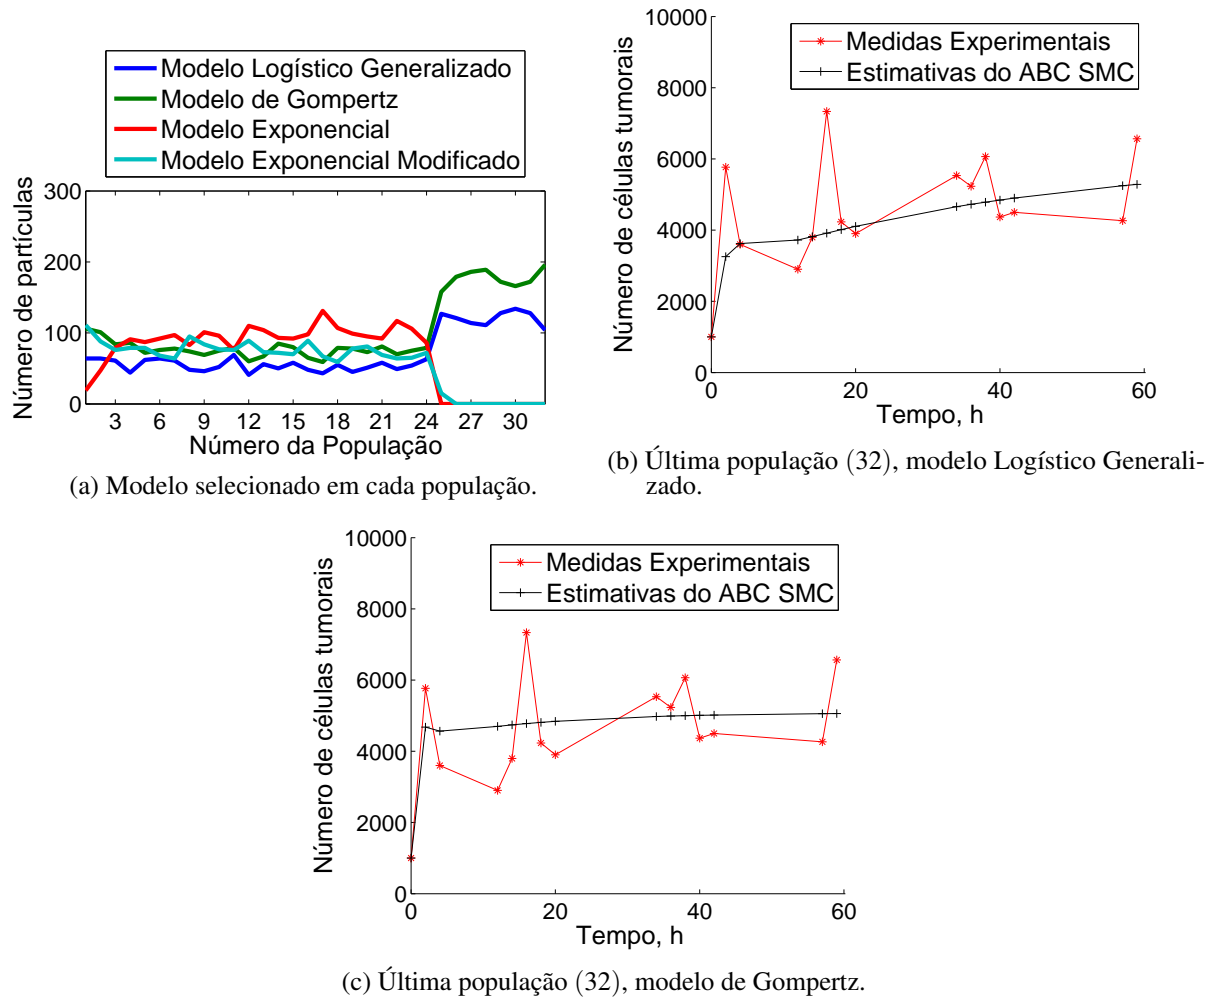 Modelo Logístico Generalizado
Modelo de Gompertz
Modelo Exponencial
Modelo Exponencial Modificado
Número de partículas
300
200
100
0
3 6 9 12 15 18 21 24 27 30
Número da População
(a) Modelo selecionado em cada população.
Medidas Experimentais
Estimativas do ABC SMC
Número de células tumorais
10000
8000
6000
4000
2000
0
0 20 40 60
Tempo, h
(b) Última população (32), modelo Logístico Generali-
zado.
Medidas Experimentais
Estimativas do ABC SMC
Número de células tumorais
10000
8000
6000
4000
2000
0
0 20 40 60
Tempo, h
(c) Última população (32), modelo de Gompertz.